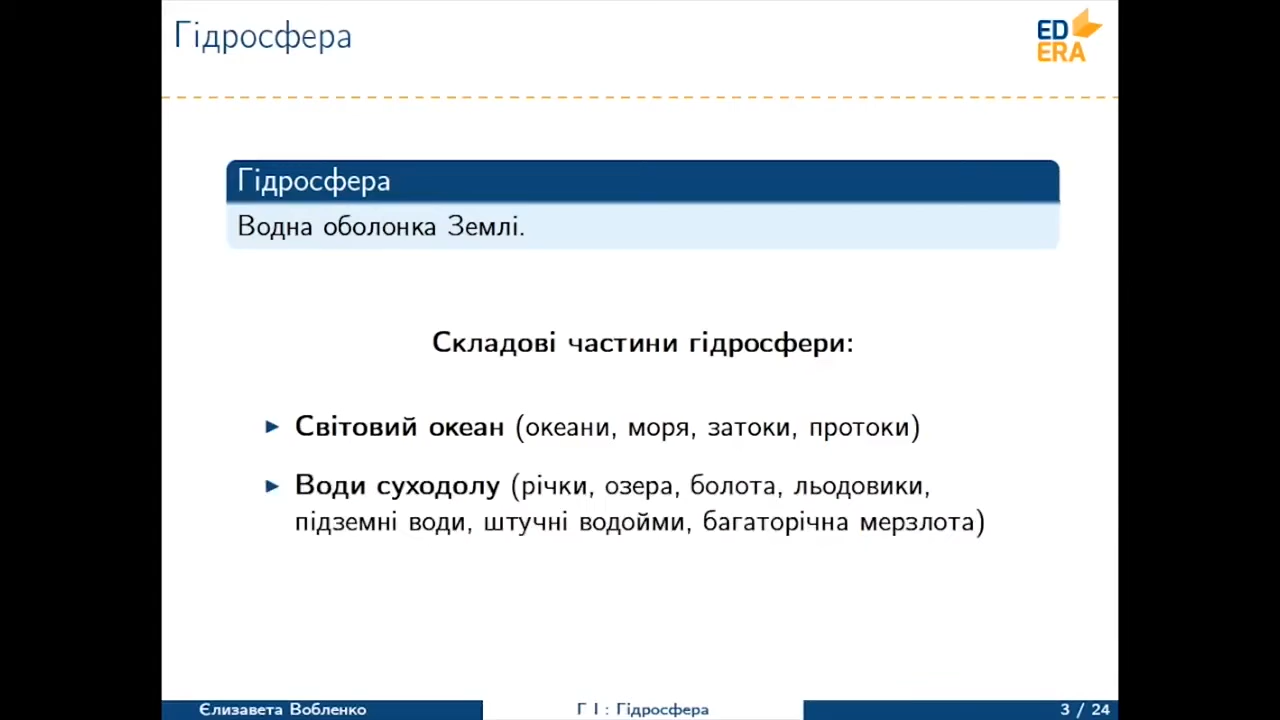 Гідросфера
ED
ERA
Гідросфера
Водна оболонка Землі.
Складові частини гідросфери:
Світовий океан (океани, моря, затоки, протоки)
Води суходолу (річки, озера, болота, льодовики,
підземні води, штучні водойми, багаторічна мерзлота)
Єлизавета Вобленко
Г І : Гідросфера
3 / 24